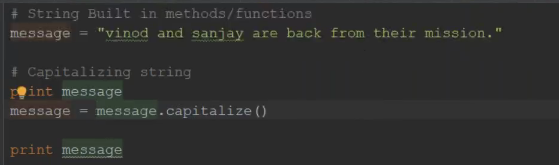 # String Built in methods/functions
message = "vinod and sanjay are back from their mission."
# Capitalizing string
print message
message = message.capitalize()
print message